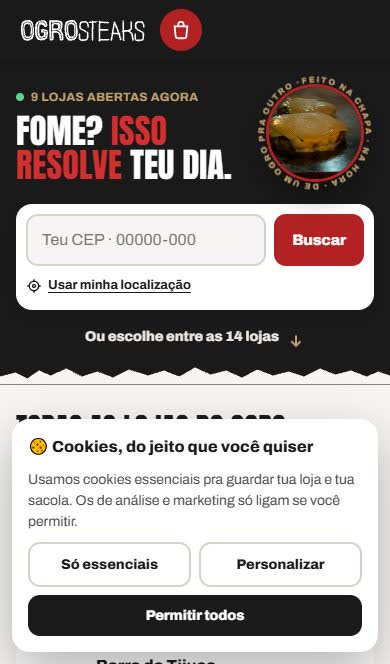 OGROSTEAKS
9 LOJAS ABERTAS AGORA
FOME? ISSO
RESOLVE TEU DIA.
FEITO NA CHAPA · NA HORA · DE UM OGRO PRA OUTRO ·
Teu CEP · 00000-000
Buscar
Usar minha localização
Ou escolhe entre as 14 lojas ↓
Cookies, do jeito que você quiser
Usamos cookies essenciais pra guardar tua loja e tua
sacola. Os de análise e marketing só ligam se você
permitir.
Só essenciais
Personalizar
Permitir todos